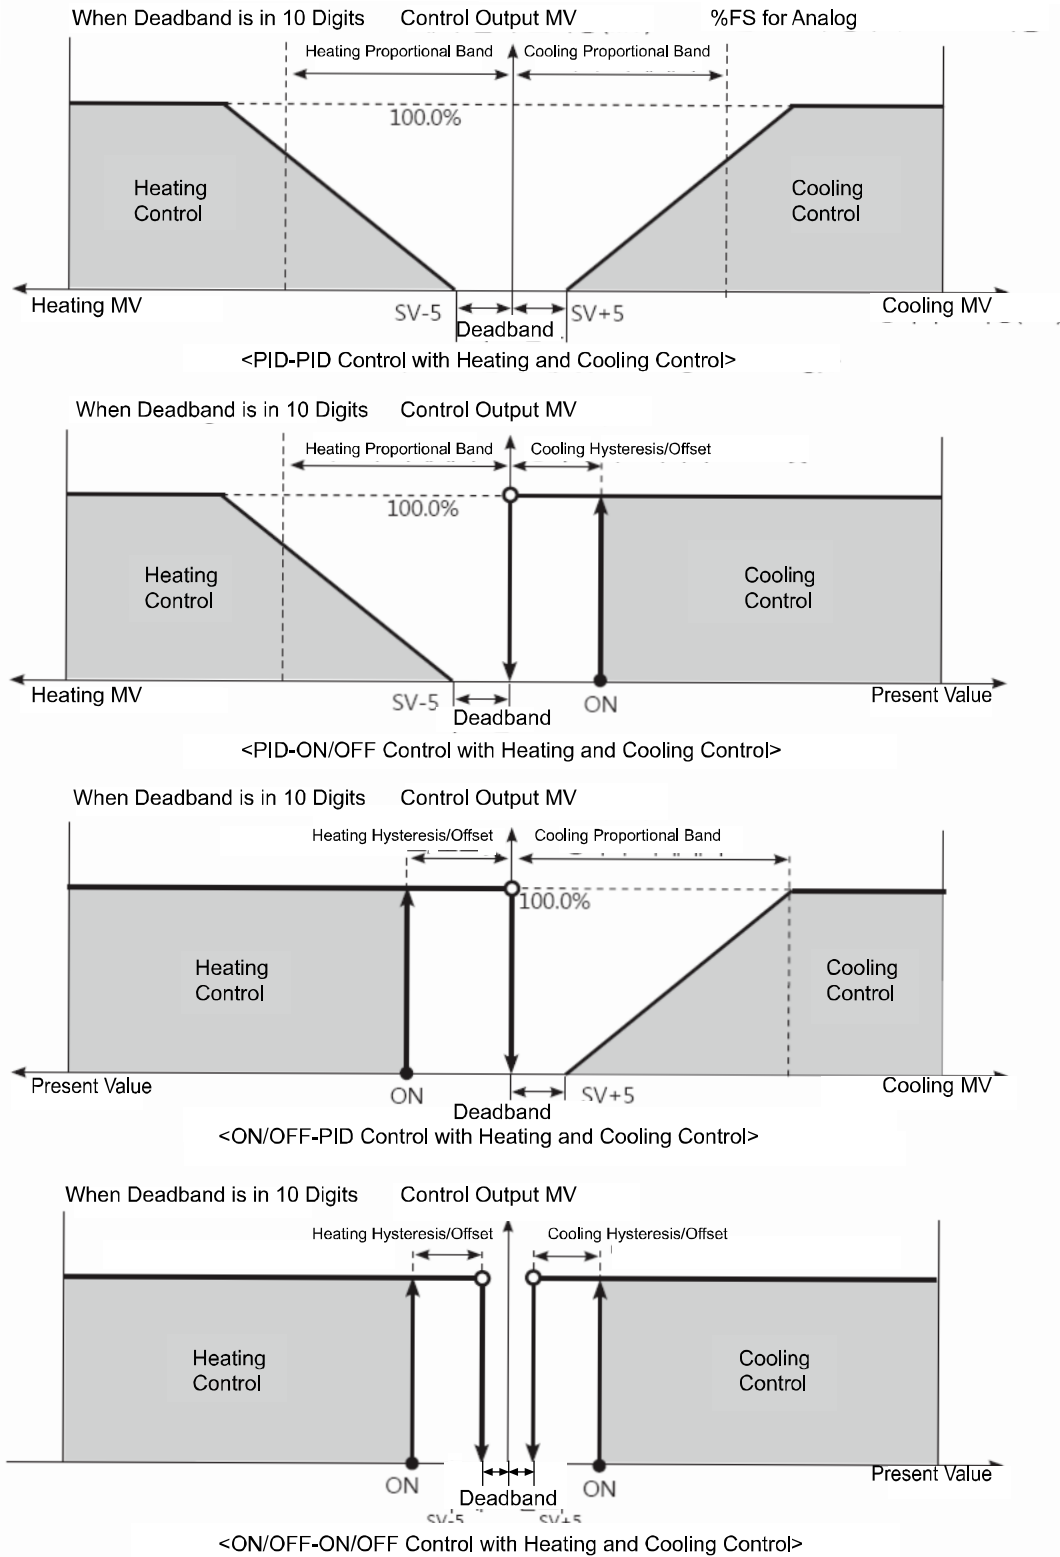 When Deadband is in 10 Digits Control Output MV %FS for Analog
Heating Proportional Band Cooling Proportional Band
100.0%
Heating
Control
Cooling
Control
Heating MV SV-5 SV+5 Cooling MV
Deadband
<PID-PID Control with Heating and Cooling Control>
When Deadband is in 10 Digits Control Output MV
Heating Proportional Band Cooling Hysteresis/Offset
100.0%
Heating
Control
Cooling
Control
Heating MV SV-5 ON Present Value
Deadband
<PID-ON/OFF Control with Heating and Cooling Control>
When Deadband is in 10 Digits Control Output MV
Heating Hysteresis/Offset Cooling Proportional Band
100.0%
Heating
Control
Cooling
Control
Present Value ON SV+5 Cooling MV
Deadband
<ON/OFF-PID Control with Heating and Cooling Control>
When Deadband is in 10 Digits Control Output MV
Heating Hysteresis/Offset Cooling Hysteresis/Offset
Heating
Control
Cooling
Control
ON ON Present Value
Deadband
SV-5 SV+5
<ON/OFF-ON/OFF Control with Heating and Cooling Control>